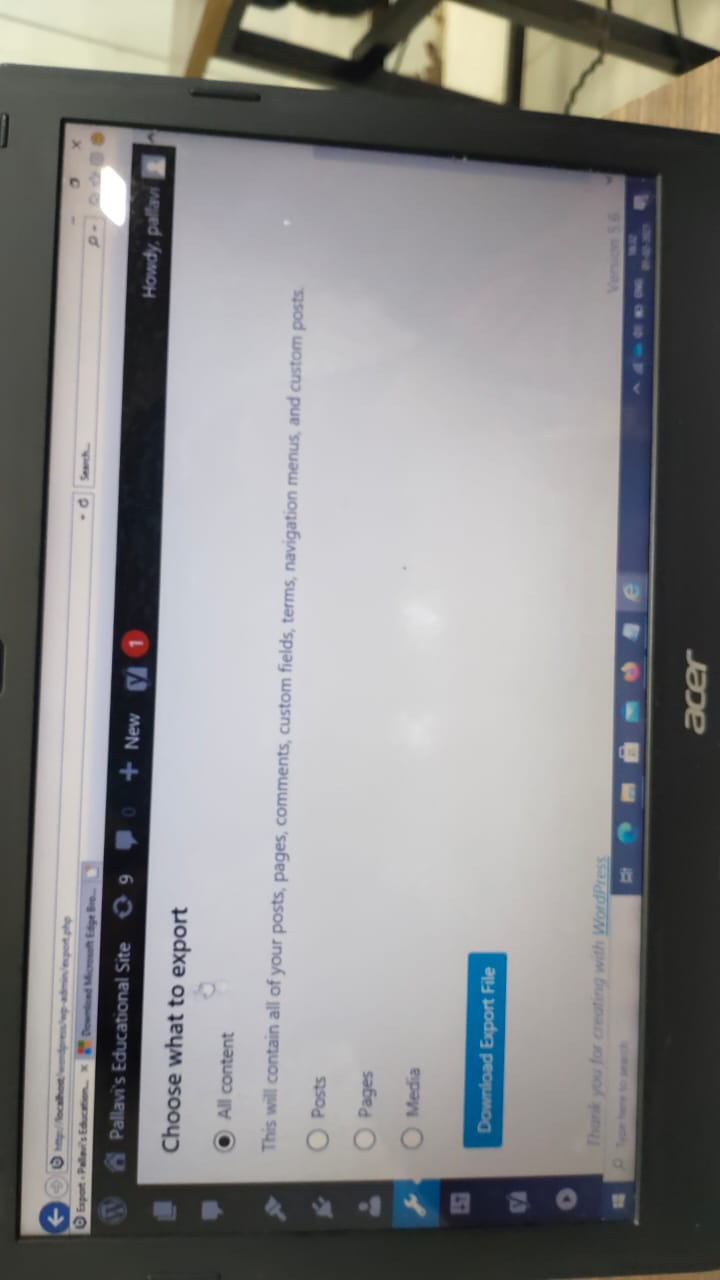 http://localhost/wordpress/wp-admin/export.php
Search...
Export ‹ Pallavi's Education... x
Download Microsoft Edge Bro...
Pallavi's Educational Site 9 0 + New 1
Howdy, pallavi
Choose what to export
All content
This will contain all of your posts, pages, comments, custom fields, terms, navigation menus, and custom posts.
Posts
Pages
Media
Download Export File
Thank you for creating with WordPress
Version 5.6
Type here to search
ENG
acer